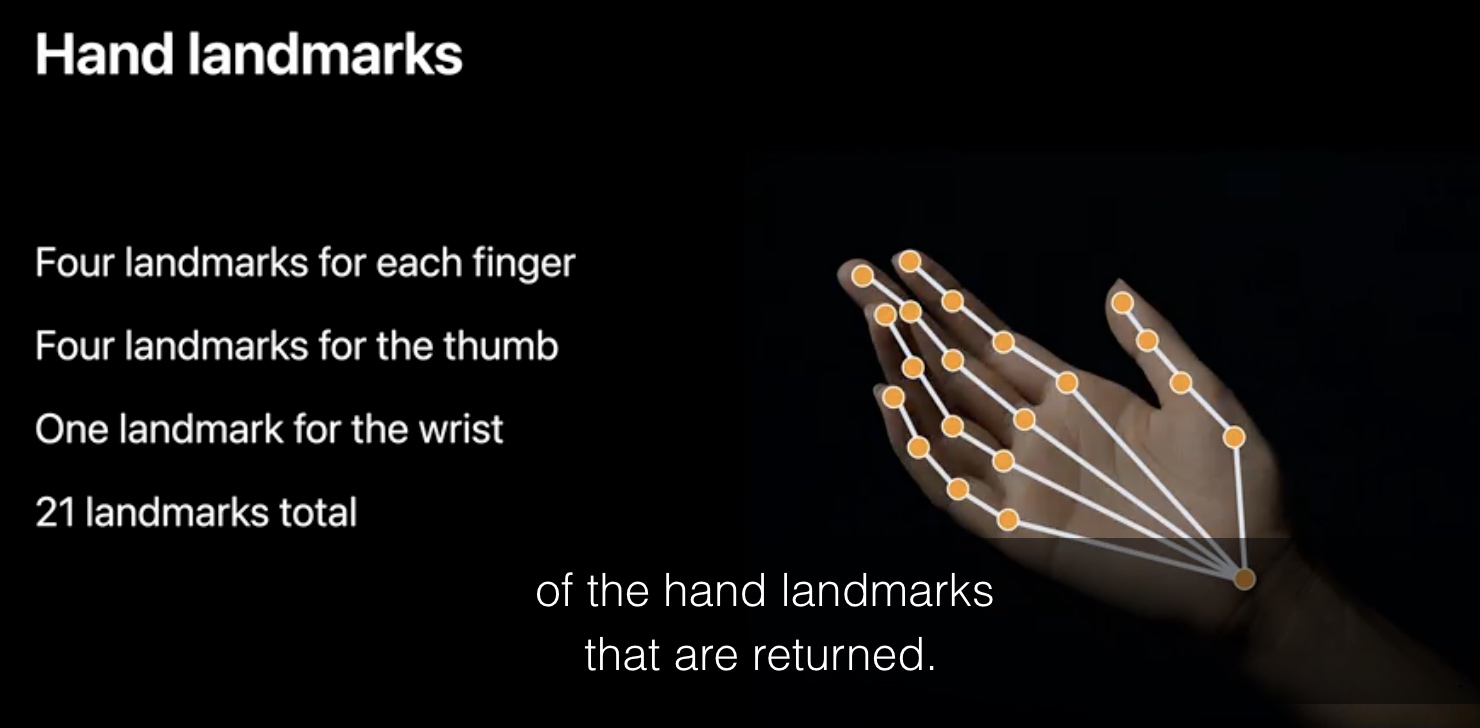 Hand landmarks
Four landmarks for each finger
Four landmarks for the thumb
One landmark for the wrist
21 landmarks total
of the hand landmarks
that are returned.